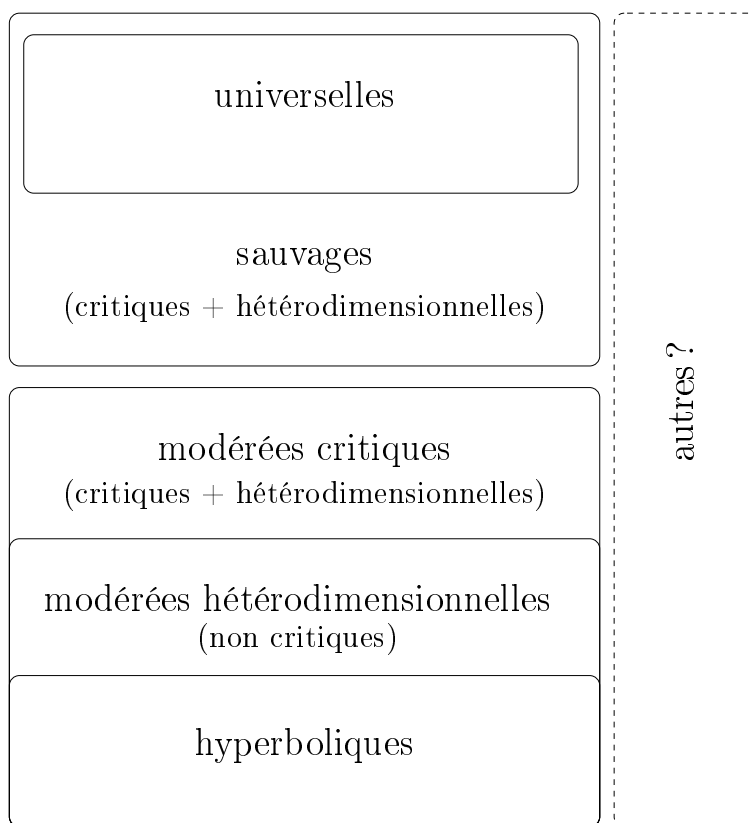 universelles
sauvages
(critiques + hétérodimensionnelles)
modérées critiques
(critiques + hétérodimensionnelles)
modérées hétérodimensionnelles
(non critiques)
hyperboliques
autres ?